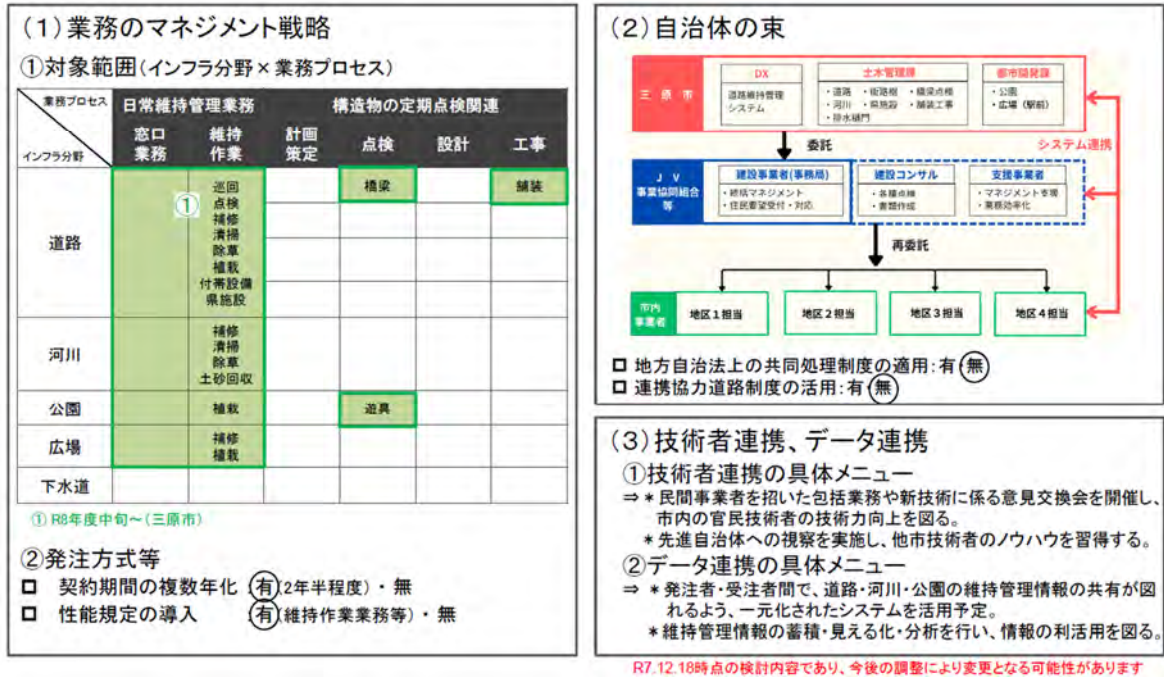 (1)業務のマネジメント戦略
①対象範囲(インフラ分野×業務プロセス)
業務プロセス
インフラ分野
日常維持管理業務
構造物の定期点検関連
窓口業務
維持作業
計画策定
点検
設計
工事
道路
①
巡回
点検
補修
清掃
除草
植栽
付帯設備
県施設
橋梁
舗装
河川
補修
清掃
除草
土砂回収
公園
植栽
遊具
広場
補修
植栽
下水道
① R8年度中旬~(三原市)
②発注方式等
□ 契約期間の複数年化:有(2年半程度)・無
□ 性能規定の導入 :有(維持作業業務等)・無
(2)自治体の束
三原市
DX
道路維持管理
システム
土木管理課
・道路 ・街路樹 ・橋梁点検
・河川 ・県施設 ・舗装工事
・排水樋門
都市開発課
・公園
・広場(駅前)
委託
システム連携
JV
事業協同組合
等
建設事業者(事務局)
・統括マネジメント
・住民要望受付・対応
建設コンサル
・各種点検
・書類作成
支援事業者
・マネジメント支援
・業務効率化
再委託
市内
事業者
地区1担当
地区2担当
地区3担当
地区4担当
□ 地方自治法上の共同処理制度の適用:有・無
□ 連携協力道路制度の活用:有・無
(3)技術者連携、データ連携
①技術者連携の具体メニュー
⇒ *民間事業者を招いた包括業務や新技術に係る意見交換会を開催し、
市内の官民技術者の技術力向上を図る。
*先進自治体への視察を実施し、他市技術者のノウハウを習得する。
②データ連携の具体メニュー
⇒ *発注者・受注者間で、道路・河川・公園の維持管理情報の共有が図
れるよう、一元化されたシステムを活用予定。
*維持管理情報の蓄積・見える化・分析を行い、情報の利活用を図る。
R7.12.18時点の検討内容であり、今後の調整により変更となる可能性があります